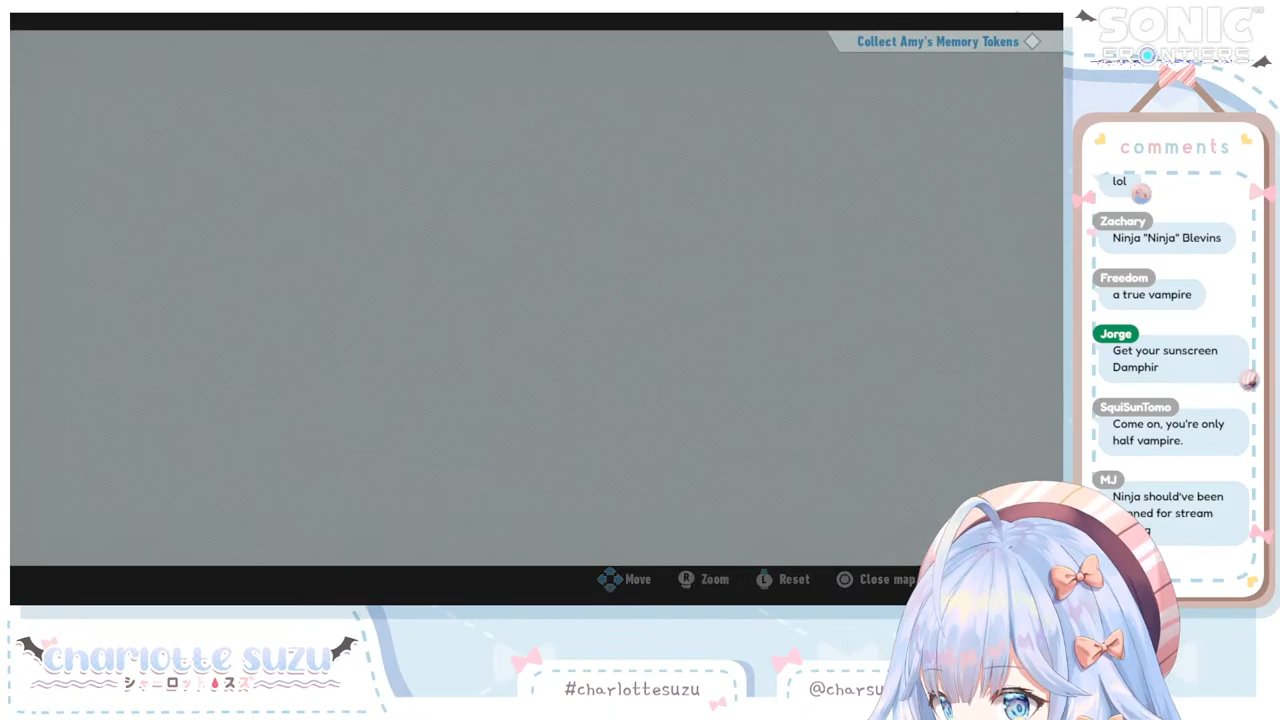 Collect Amy's Memory Tokens
SONIC
FRONTIERS
comments
lol
Zachary
Ninja "Ninja" Blevins
Freedom
a true vampire
Jorge
Get your sunscreen
Damphir
SquiSunTomo
Come on, you're only
half vampire.
MJ
Ninja should've been
for stream
Move
Zoom
Reset
Close map
charlotte suzu
シャーロット スズ
#charlottesuzu
@charsu